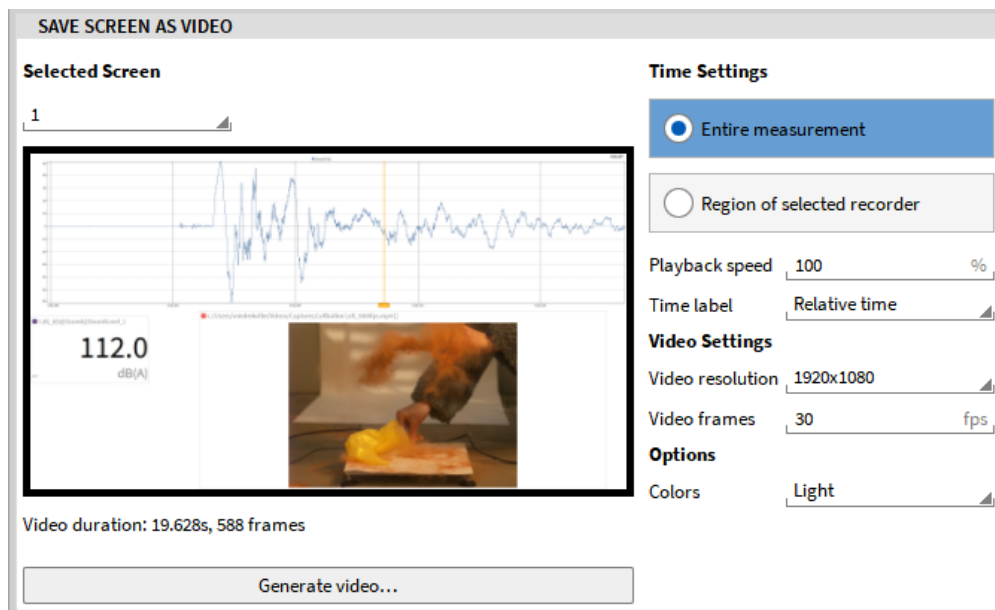 SAVE SCREEN AS VIDEO
Selected Screen
1
112.0
dB(A)
Video duration: 19.628s, 588 frames
Generate video...
Time Settings
Entire measurement
Region of selected recorder
Playback speed 100 %
Time label Relative time
Video Settings
Video resolution 1920x1080
Video frames 30 fps
Options
Colors Light